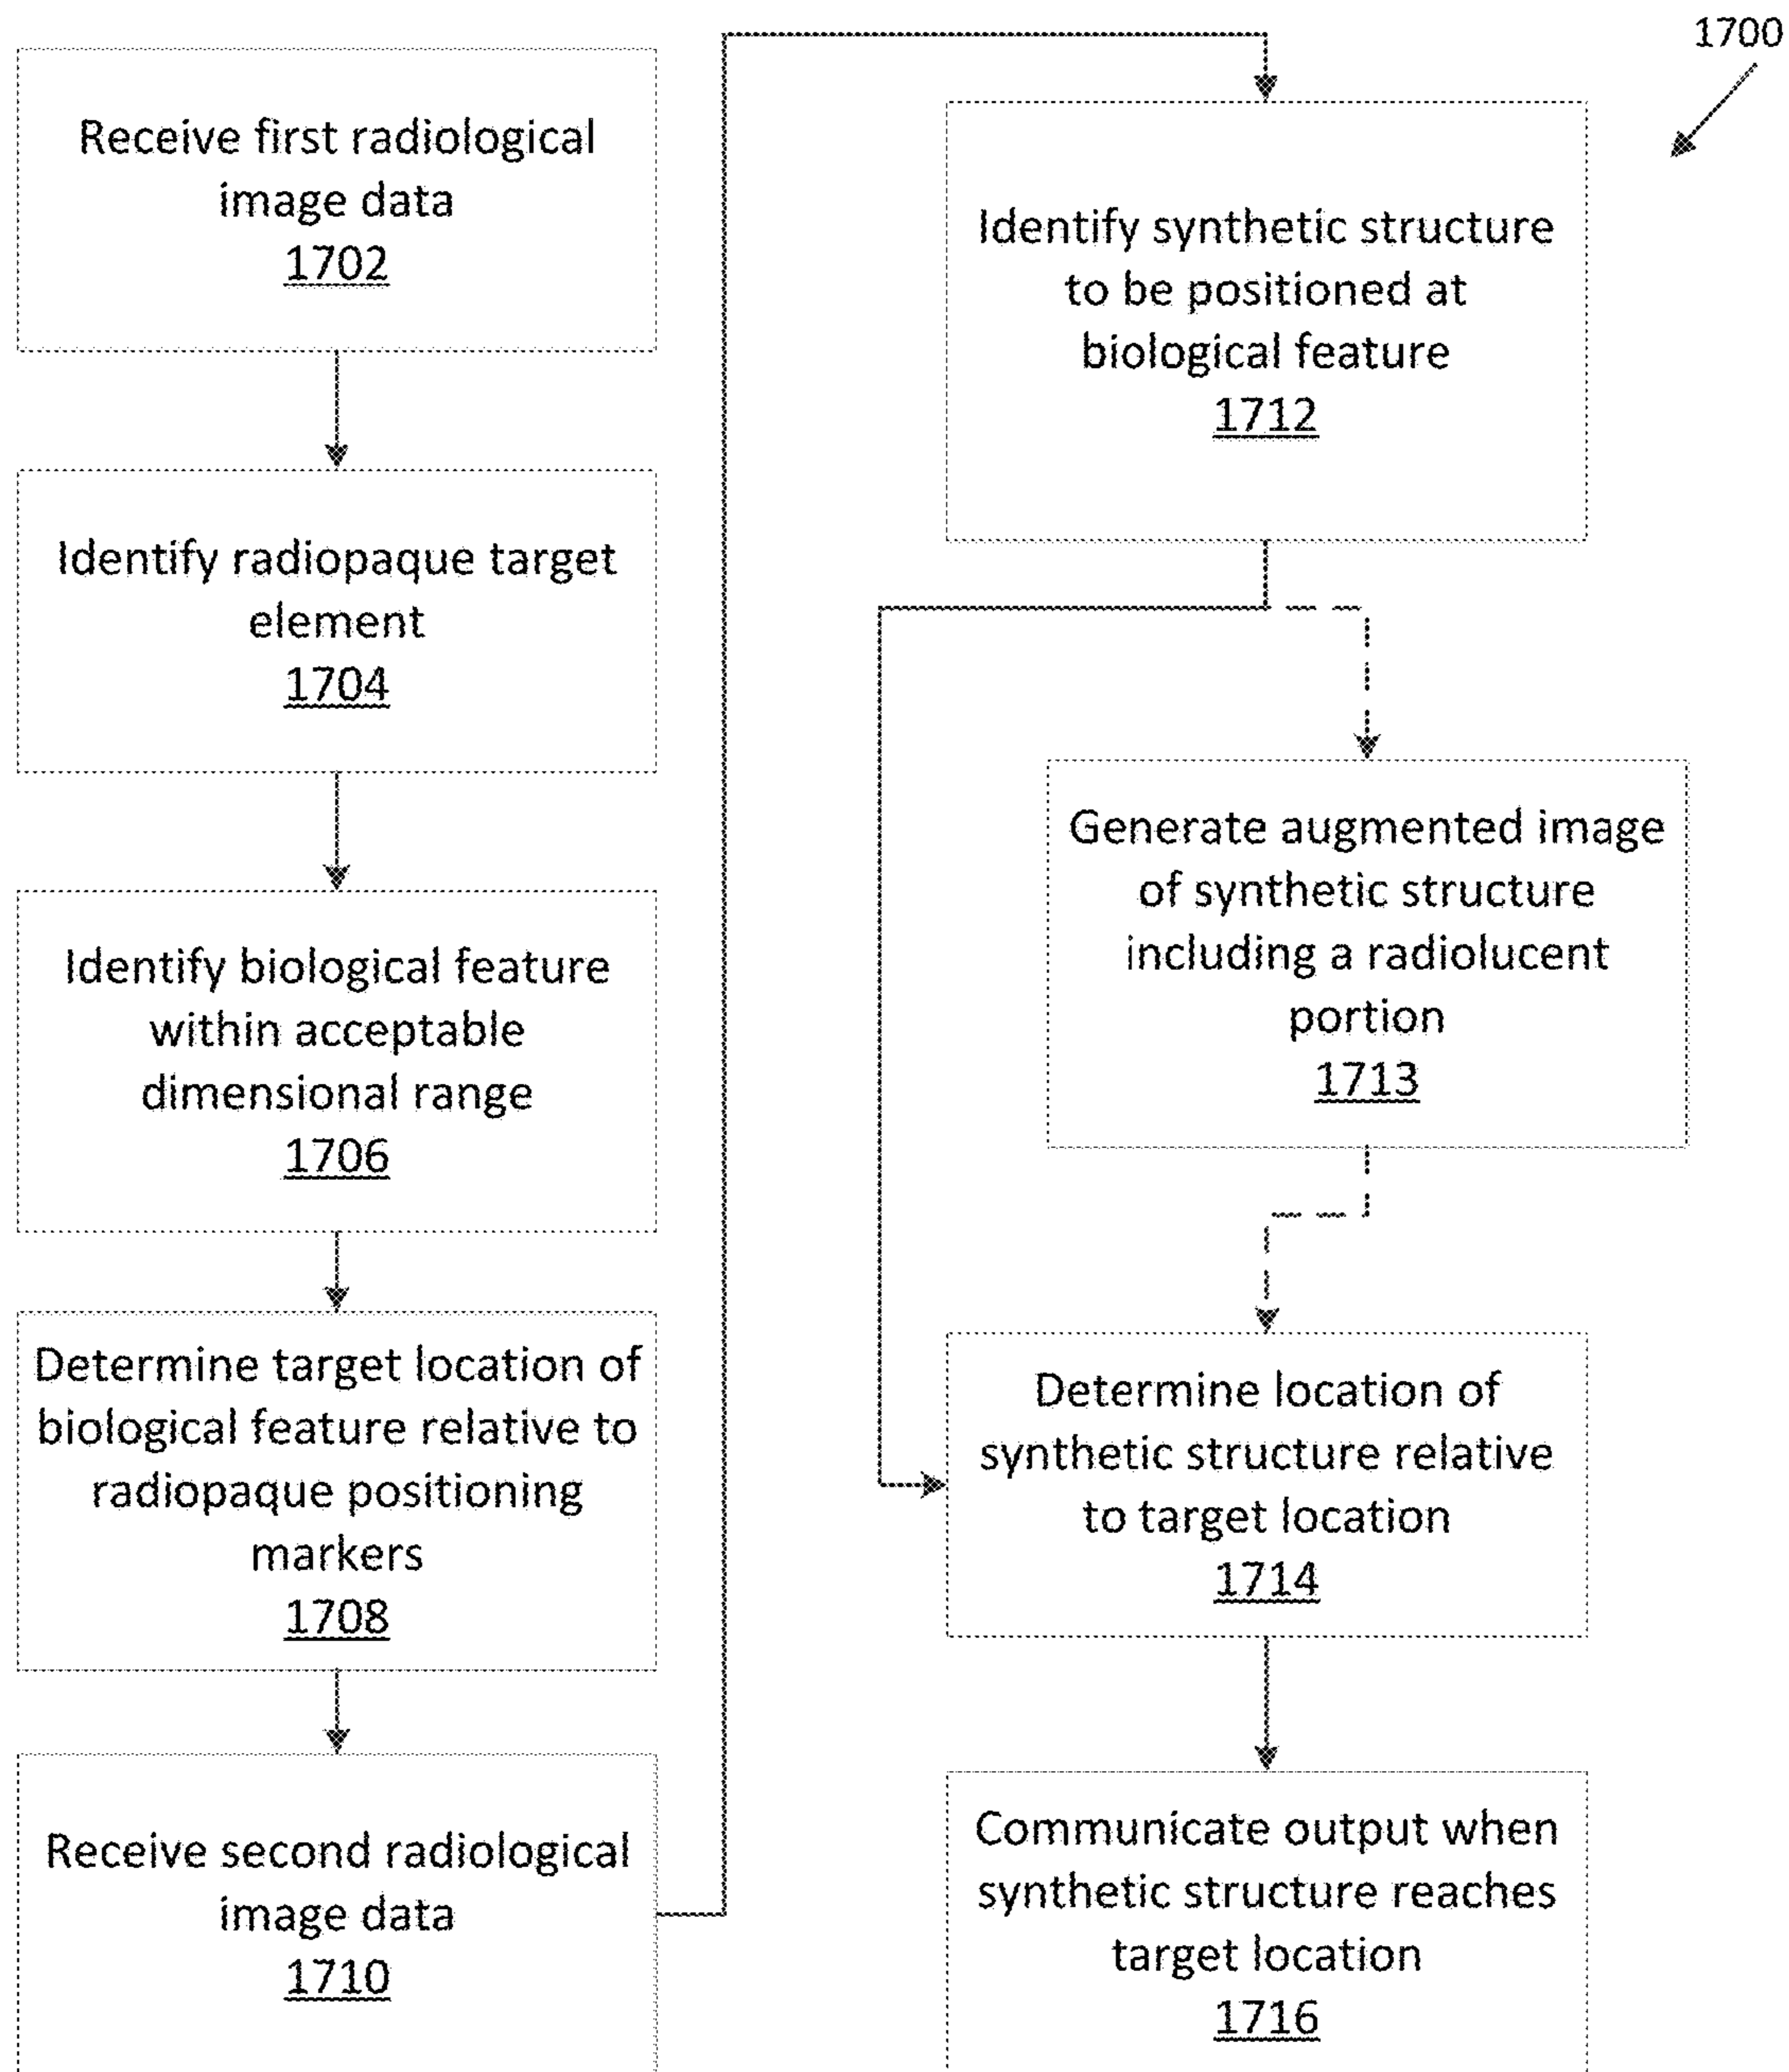 1700
Receive first radiological
image data
1702
Identify radiopaque target
element
1704
Identify biological feature
within acceptable
dimensional range
1706
Determine target location of
biological feature relative to
radiopaque positioning
markers
1708
Receive second radiological
image data
1710
Identify synthetic structure
to be positioned at
biological feature
1712
Generate augmented image
of synthetic structure
including a radiolucent
portion
1713
Determine location of
synthetic structure relative
to target location
1714
Communicate output when
synthetic structure reaches
target location
1716